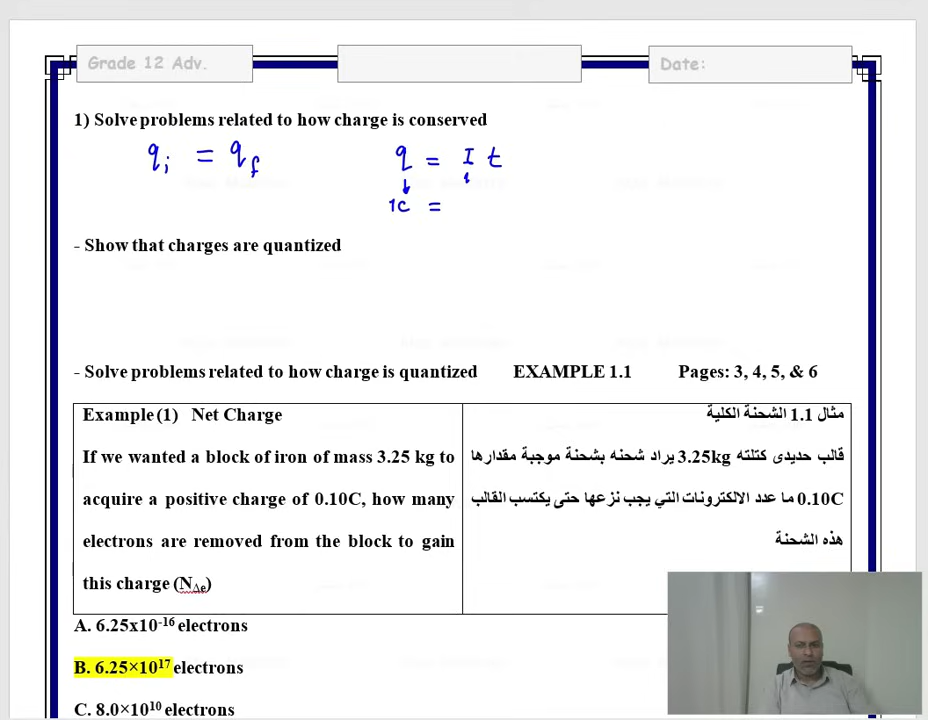 Grade 12 Adv.
Date:
1) Solve problems related to how charge is conserved
qi = qf
q = I t
1C =
- Show that charges are quantized
- Solve problems related to how charge is quantized EXAMPLE 1.1 Pages: 3, 4, 5, & 6
Example (1) Net Charge
If we wanted a block of iron of mass 3.25 kg to
acquire a positive charge of 0.10C, how many
electrons are removed from the block to gain
this charge (NΔe)
مثال 1.1 الشحنة الكلية
قالب حديدى كتلته 3.25kg يراد شحنه بشحنة موجبة مقدارها
0.10C ما عدد الالكترونات التي يجب نزعها حتى يكتسب القالب
هذه الشحنة
A. 6.25x10⁻¹⁶ electrons
B. 6.25×10¹⁷ electrons
C. 8.0×10¹⁰ electrons